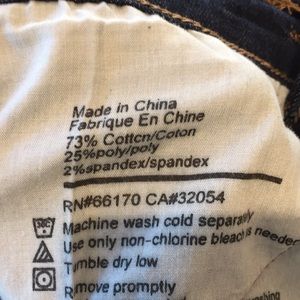 Made in China
Fabrique En Chine
73% Cotton/Coton
25%poly/poly
2%spandex/spandex
RN#66170 CA#32054
Machine wash cold separately
Use only non-chlorine bleach is needed
Tumble dry low
Remove promptly